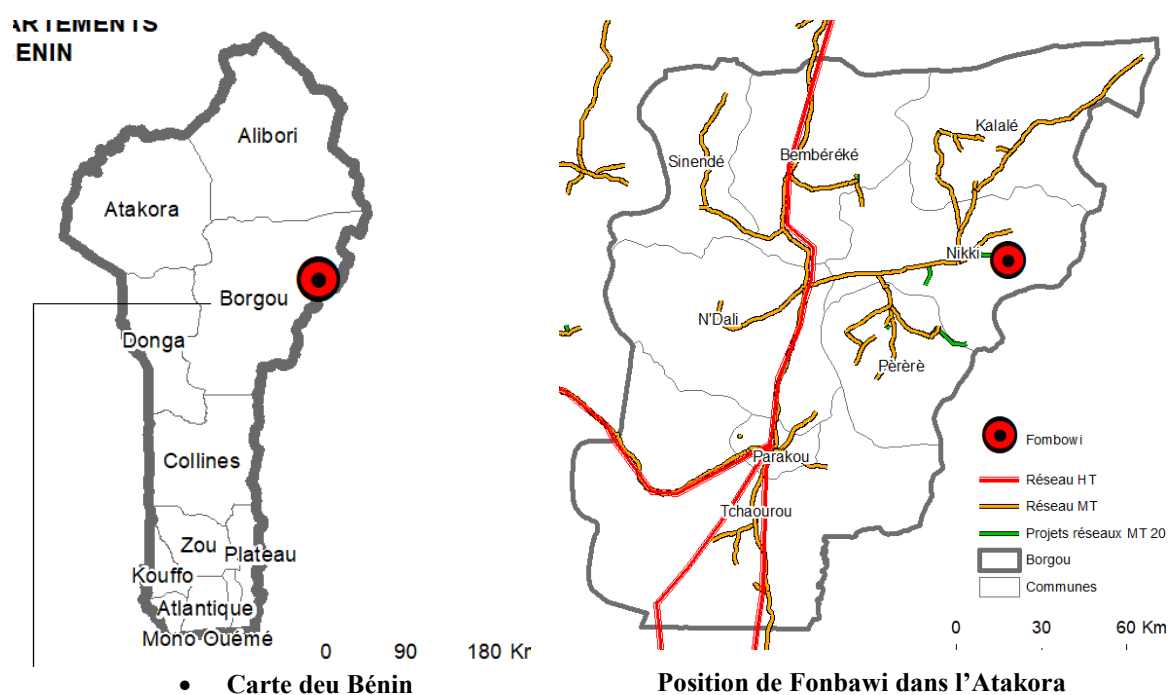 ARTEMENTS
ENIN
Alibori
Atakora
Borgou
Donga
Collines
Zou
Plateau
Kouffo
Atlantique
Mono Ouémé
0 90 180 Km
• Carte deu Bénin
Kalalé
Bembéréké
Sinendé
Nikki
N'Dali
Pèrèrè
Parakou
Tchaourou
Fombowi
Réseau HT
Réseau MT
Projets réseaux MT 20
Borgou
Communes
0 30 60 Km
Position de Fonbawi dans l'Atakora